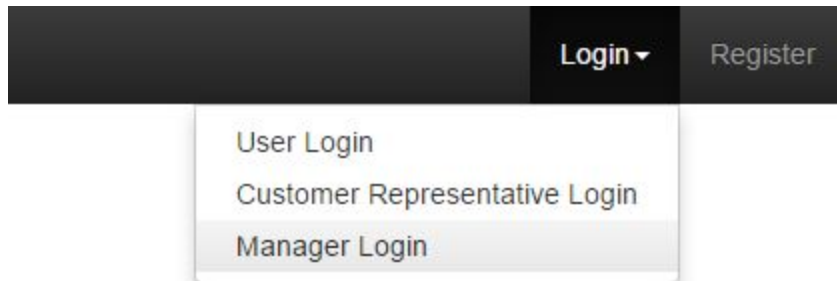 Login Register
User Login
Customer Representative Login
Manager Login